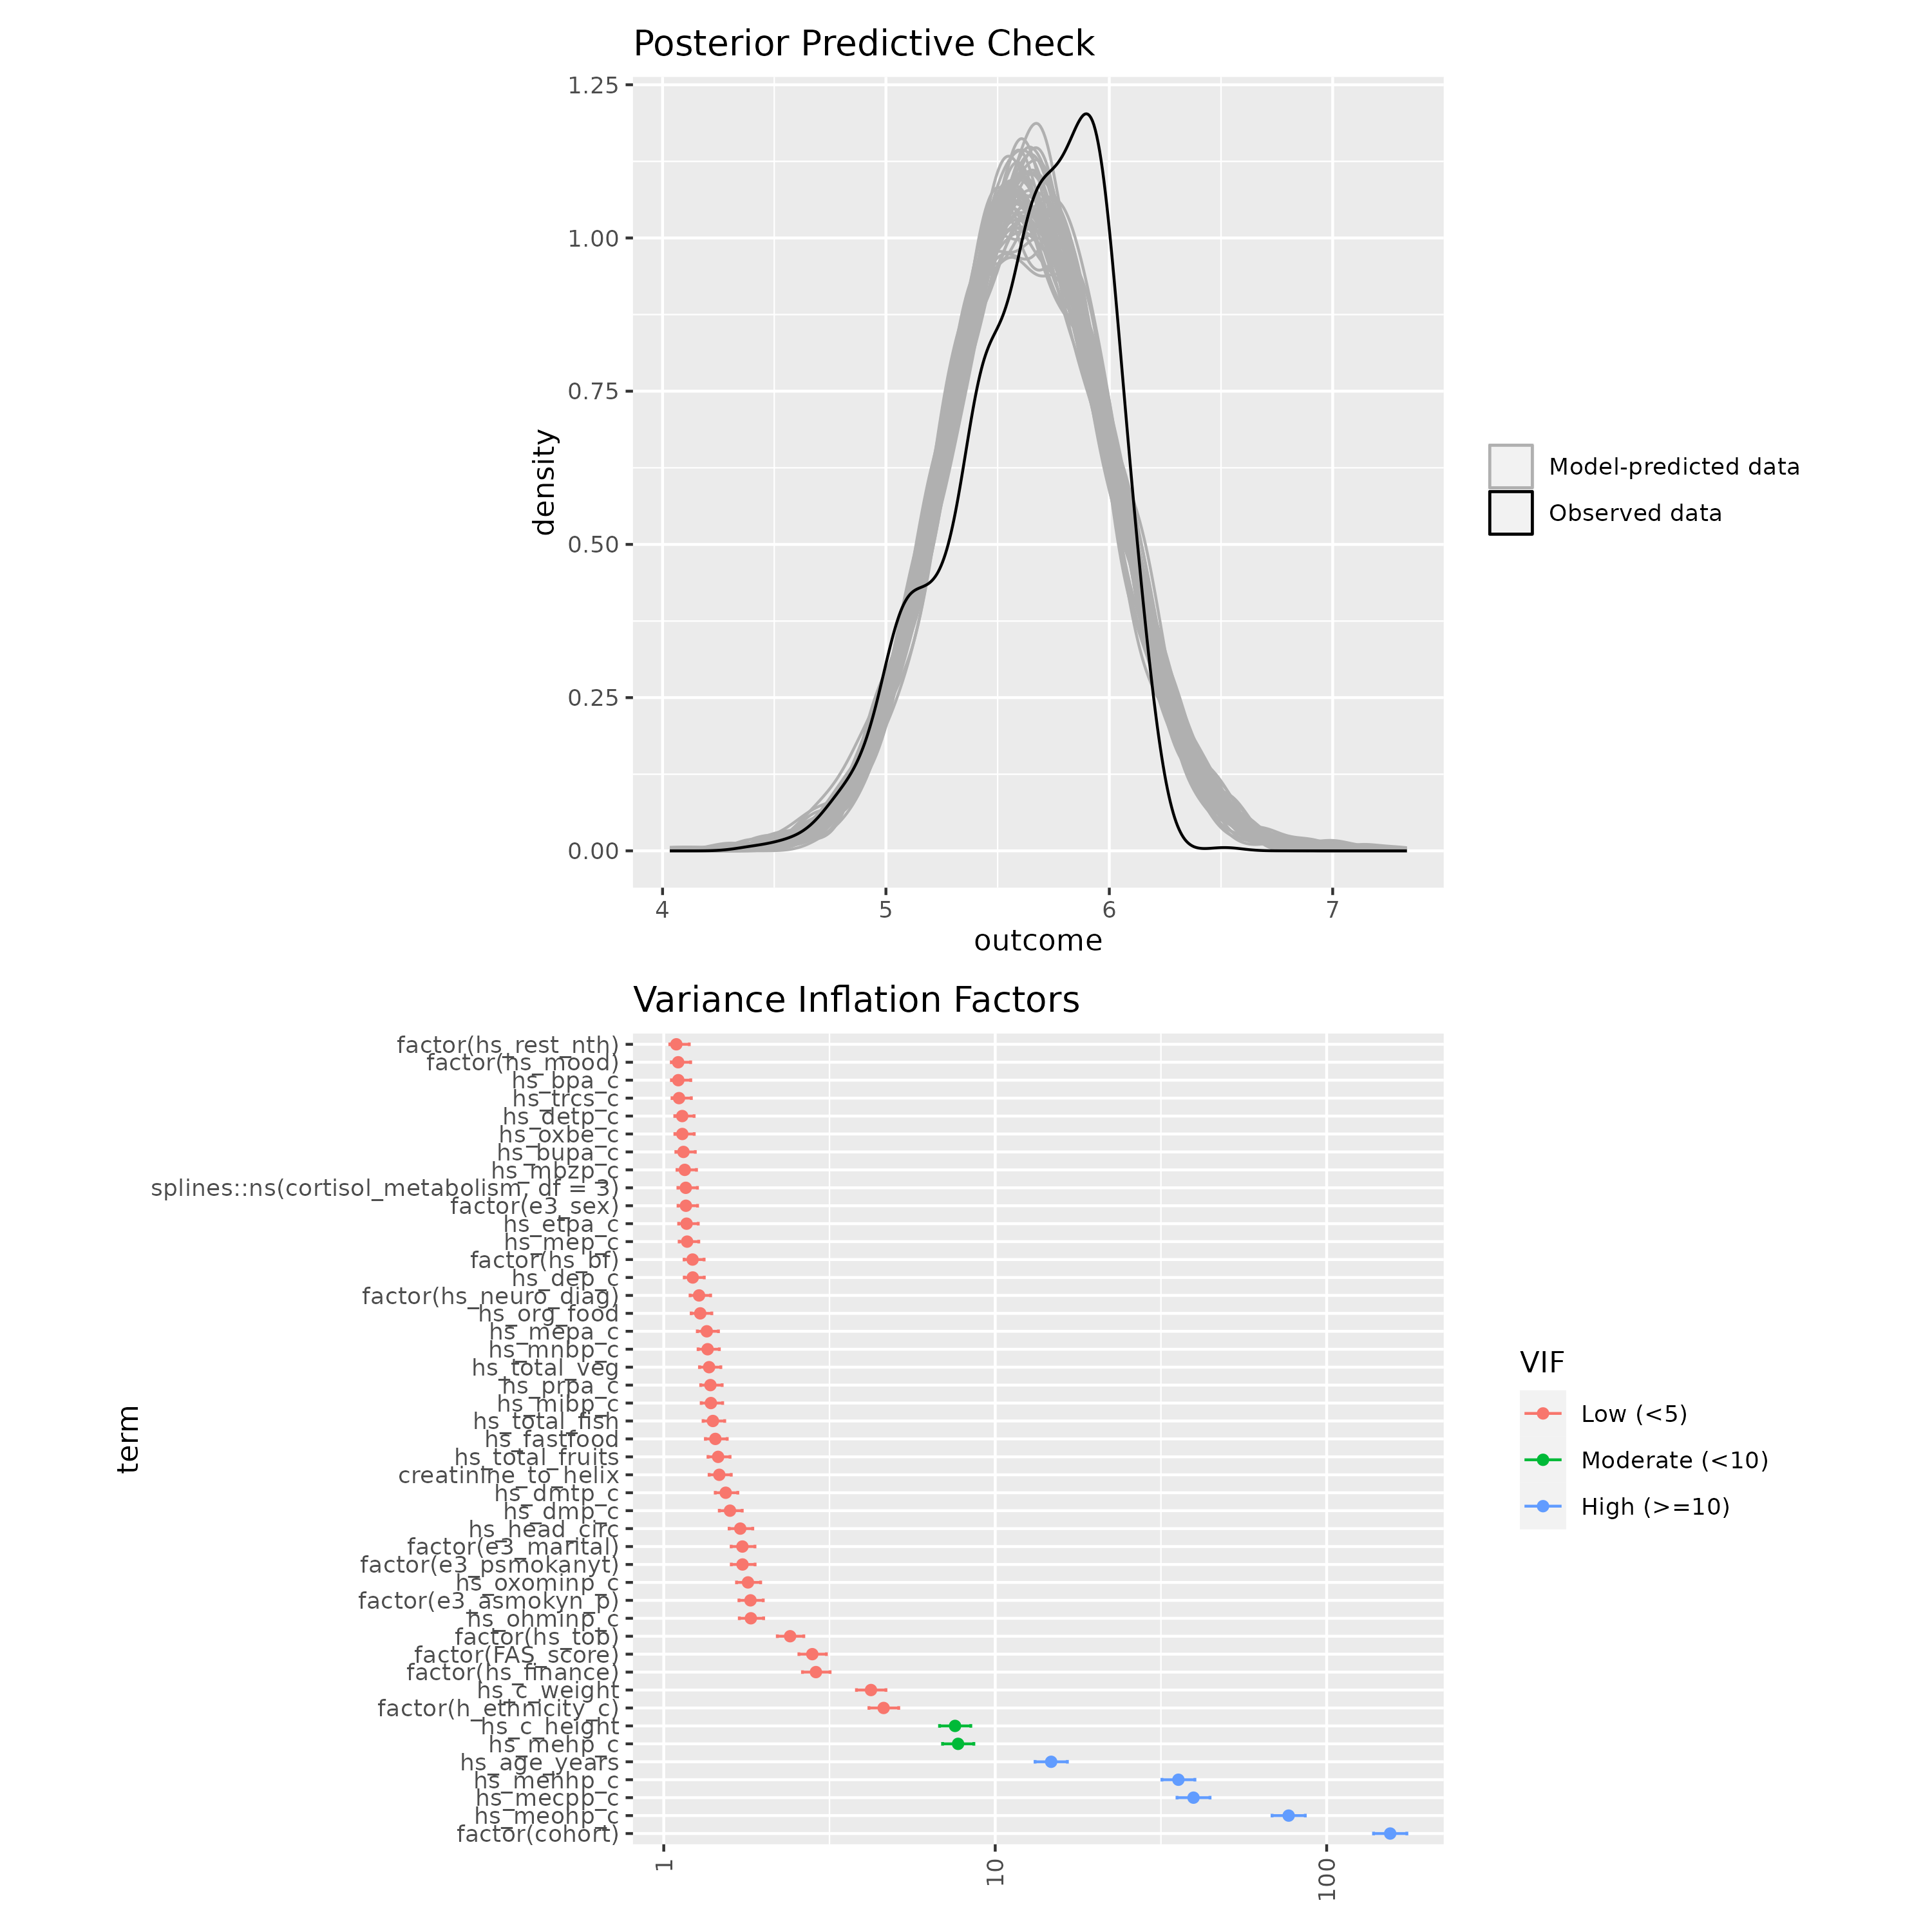 Posterior Predictive Check
1.25
1.00
0.75
0.50
0.25
0.00
density
4 5 6 7
outcome
Model-predicted data
Observed data
Variance Inflation Factors
factor(hs_rest_nth)
factor(hs_mood)
hs_bpa_c
hs_trcs_c
hs_detp_c
hs_oxbe_c
hs_bupa_c
hs_mbzp_c
splines::ns(cortisol_metabolism, df = 3)
factor(e3_sex)
hs_etpa_c
hs_mep_c
factor(hs_bf)
hs_dep_c
factor(hs_neuro_diag)
hs_org_food
hs_mepa_c
hs_mnbp_c
hs_total_veg
hs_prpa_c
hs_mibp_c
hs_total_fish
hs_fastfood
hs_total_fruits
creatinine_to_helix
hs_dmtp_c
hs_dmp_c
hs_head_circ
factor(e3_marital)
factor(e3_psmokanyt)
hs_oxominp_c
factor(e3_asmokyn_p)
hs_ohminp_c
factor(hs_tob)
factor(FAS_score)
factor(hs_finance)
hs_c_weight
factor(h_ethnicity_c)
hs_c_height
hs_mehp_c
hs_age_years
hs_mehhp_c
hs_mecpp_c
hs_meohp_c
factor(cohort)
term
1 10 100
VIF
Low (<5)
Moderate (<10)
High (>=10)